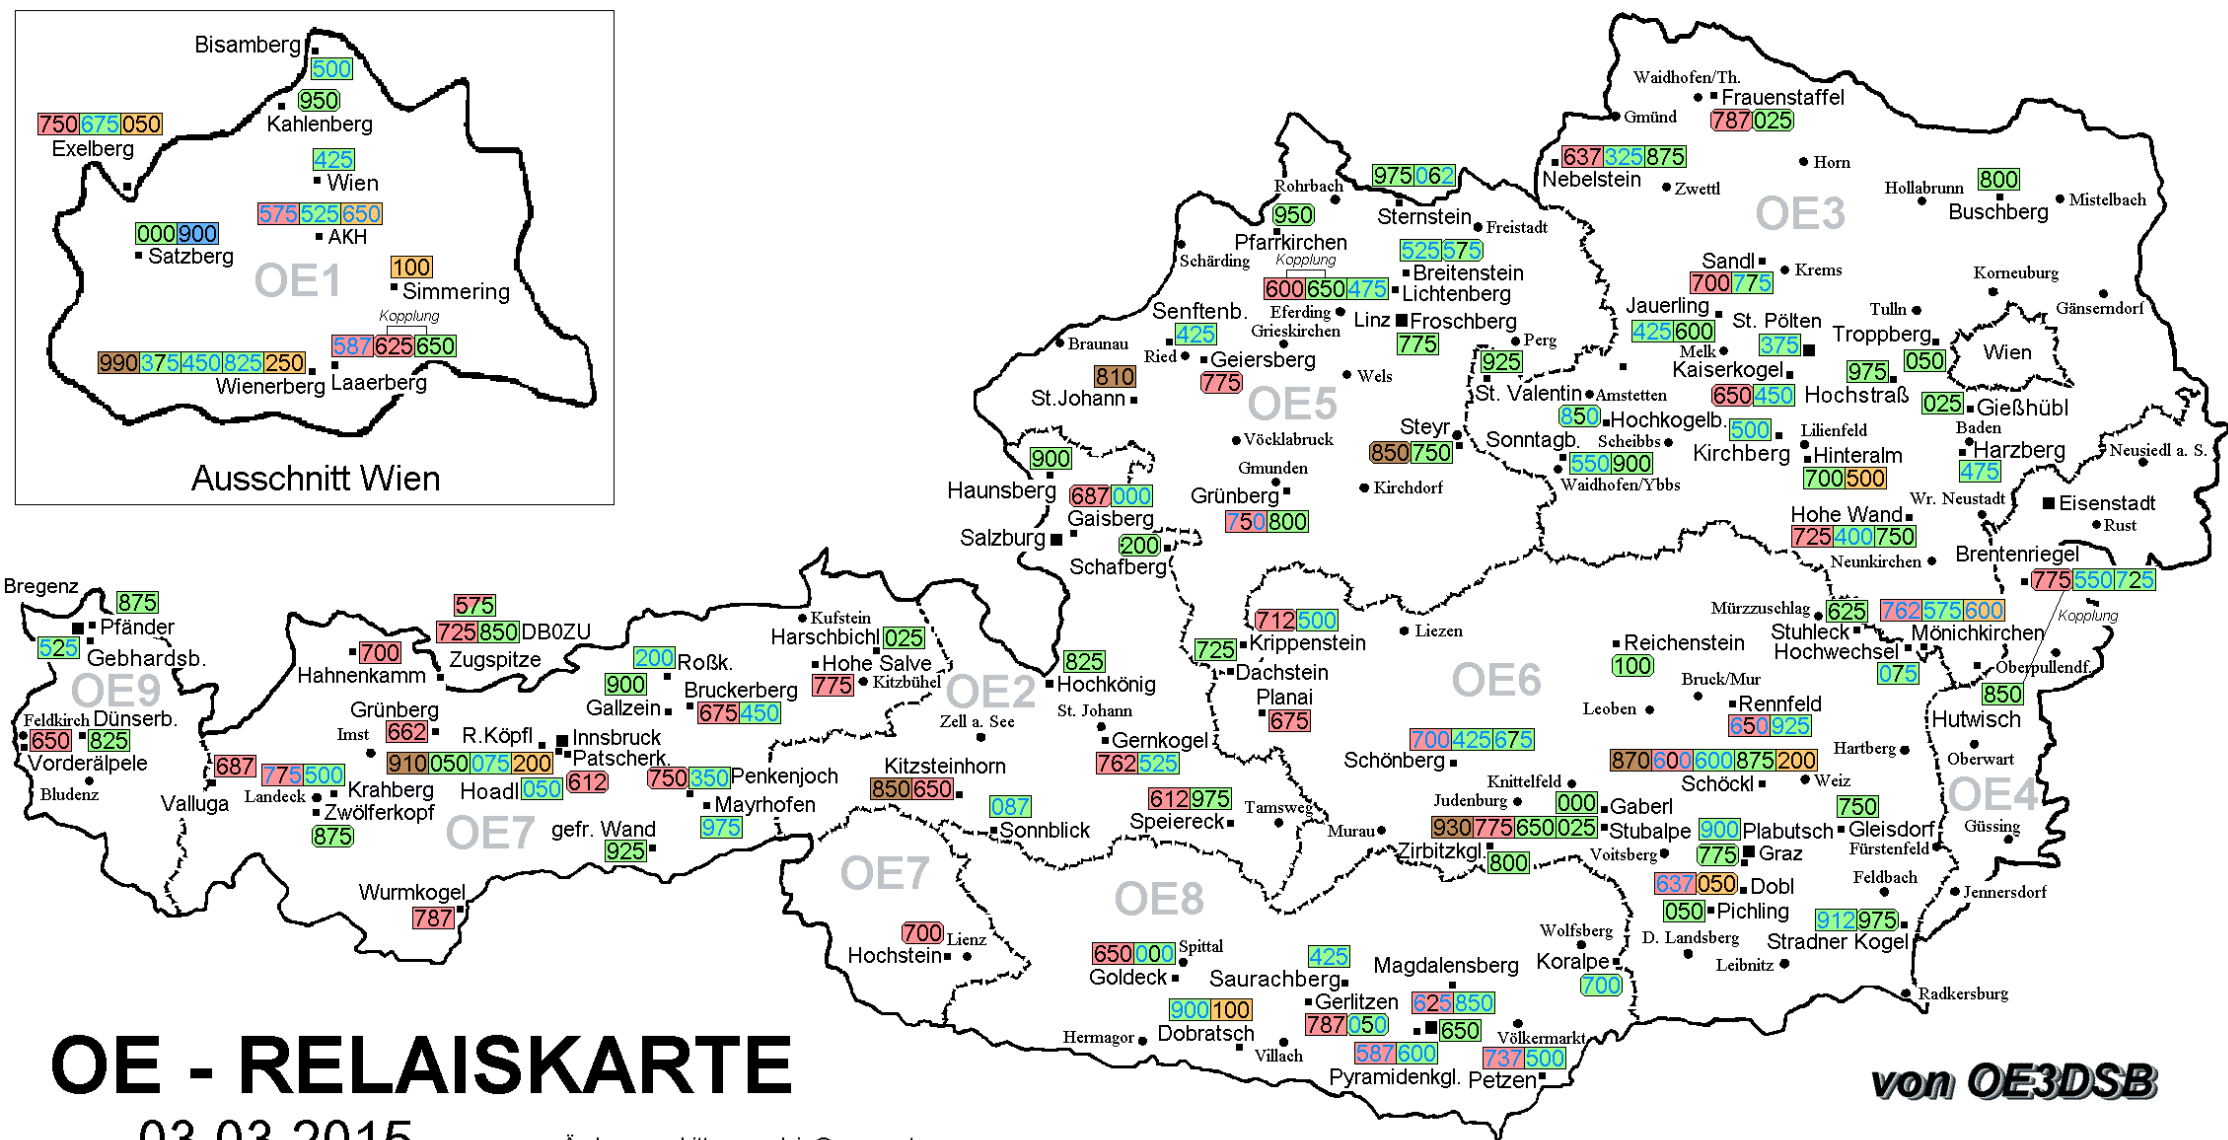 Bisamberg
500
950
Kahlenberg
750 675 050
Exelberg
425
Wien
575 525 650
AKH
000 900
Satzberg
OE1
100
Simmering
Kopplung
587 625 650
Laaerberg
990 375 450 825 250
Wienerberg
Ausschnitt Wien
Waidhofen/Th.
Frauenstaffel
787 025
Gmünd
637 325 875
Nebelstein
Zwettl
Horn
OE3
Hollabrunn
800
Buschberg
Mistelbach
975 062
Rohrbach
Sternstein
950
Pfarrkirchen
Freistadt
Schärding
Kopplung
525 575
Breitenstein
600 650 475
Lichtenberg
Sandl
700 775
Krems
Korneuburg
Gänserndorf
Tulln
Senftenb.
425
Eferding
Grieskirchen
Linz
Froschberg
775
Perg
925
Jauerling
425 600
St. Pölten
375
Melk
Troppberg
050
Wien
Braunau
Ried
Geiersberg
775
810
St.Johann
Wels
OE5
St. Valentin
Amstetten
Kaiserkogel
650 450
Hochstraß
975
025
Gießhübl
850
Hochkogelb.
Steyr
850 750
Sonntagb.
Scheibbs
550 900
Waidhofen/Ybbs
500
Kirchberg
Lilienfeld
Hinteralm
700 500
Baden
Harzberg
475
Neusiedl a. S.
Vöcklabruck
Gmunden
Grünberg
750 800
Kirchdorf
900
Haunsberg
687 000
Gaisberg
Salzburg
200
Schafberg
Wr. Neustadt
Eisenstadt
Rust
Hohe Wand
725 400 750
Neunkirchen
Brentenriegel
775 550 725
Kopplung
Bregenz
875
Pfänder
525
Gebhardsb.
OE9
Feldkirch
Dünserb.
650
825
Vorderälpele
Bludenz
575
725 850
DB0ZU
Zugspitze
700
Hahnenkamm
Kufstein
Harschbichl
025
Hohe Salve
775
Kitzbühel
200
Roßk.
900
Gallzein
Bruckerberg
675 450
Grünberg
662
Imst
R.Köpfl
Innsbruck
Patscherk.
910 050 075 200
612
Hoadl
050
687
Valluga
775 500
Landeck
Krahberg
Zwölferkopf
875
OE7
750 350
Penkenjoch
Mayrhofen
975
gefr. Wand
925
Wurmkogel
787
OE2
825
Hochkönig
Zell a. See
St. Johann
Gernkogel
762 525
Kitzsteinhorn
850 650
087
Sonnblick
612 975
Speiereck
Tamsweg
712 500
Krippenstein
725
Dachstein
Planai
675
Liezen
OE6
Reichenstein
100
Mürzzuschlag
625
Stuhleck
Hochwechsel
762 575 600
Mönichkirchen
075
Oberpullendf.
850
Hutwisch
Bruck/Mur
Leoben
Rennfeld
650 925
700 425 675
Schönberg
870 600 600 875 200
Schöckl
Weiz
Hartberg
Oberwart
OE4
Güssing
Knittelfeld
Judenburg
000
Gaberl
930 775 650 025
Stubalpe
Murau
Zirbitzkgl.
800
900
Plabutsch
775
Graz
Voitsberg
750
Gleisdorf
Fürstenfeld
637 050
Dobl
Feldbach
Jennersdorf
050
Pichling
912 975
Stradner Kogel
D. Landsberg
Leibnitz
Radkersburg
OE7
700
Lienz
Hochstein
OE8
650 000
Spittal
Goldeck
425
Saurachberg
Magdalensberg
625 850
Gerlitzen
787 050
650
900 100
Dobratsch
Hermagor
Villach
587 600
Pyramidenkgl.
Völkermarkt
737 500
Petzen
Wolfsberg
Koralpe
700
OE - RELAISKARTE
von OE3DSB
03.03.2015